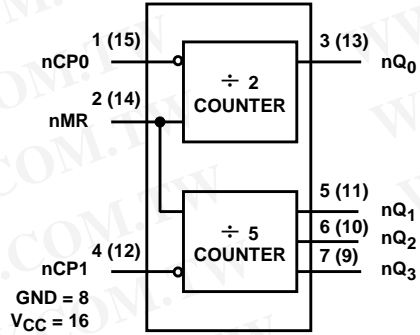 1 (15)
nCP0
÷ 2
COUNTER
3 (13)
nQ0
2 (14)
nMR
÷ 5
COUNTER
5 (11)
nQ1
6 (10)
nQ2
7 (9)
nQ3
4 (12)
nCP1
GND = 8
VCC = 16